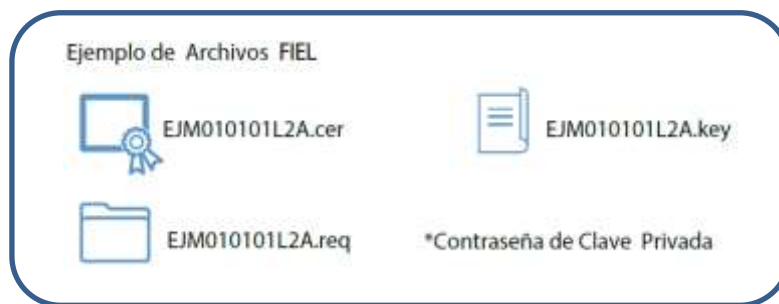 Ejemplo de Archivos FIEL
EJM010101L2A.cer
EJM010101L2A.key
EJM010101L2A.req
*Contraseña de Clave Privada